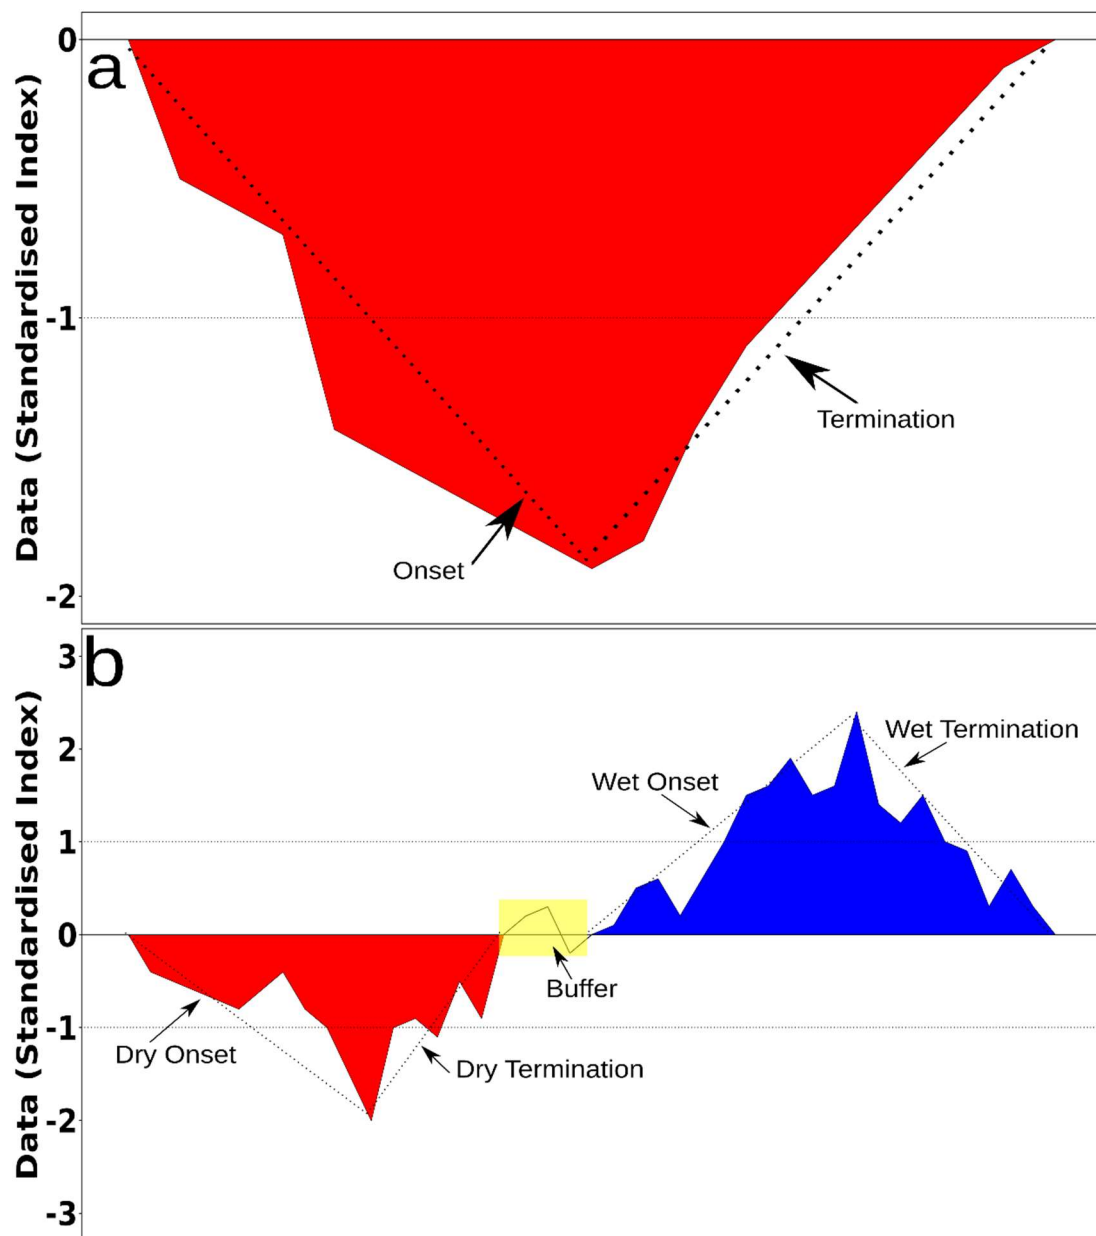 0
a
-1
-2
Data (Standardised Index)
Termination
Onset
3
b
2
1
0
-1
-2
-3
Data (Standardised Index)
Wet Termination
Wet Onset
Buffer
Dry Onset
Dry Termination